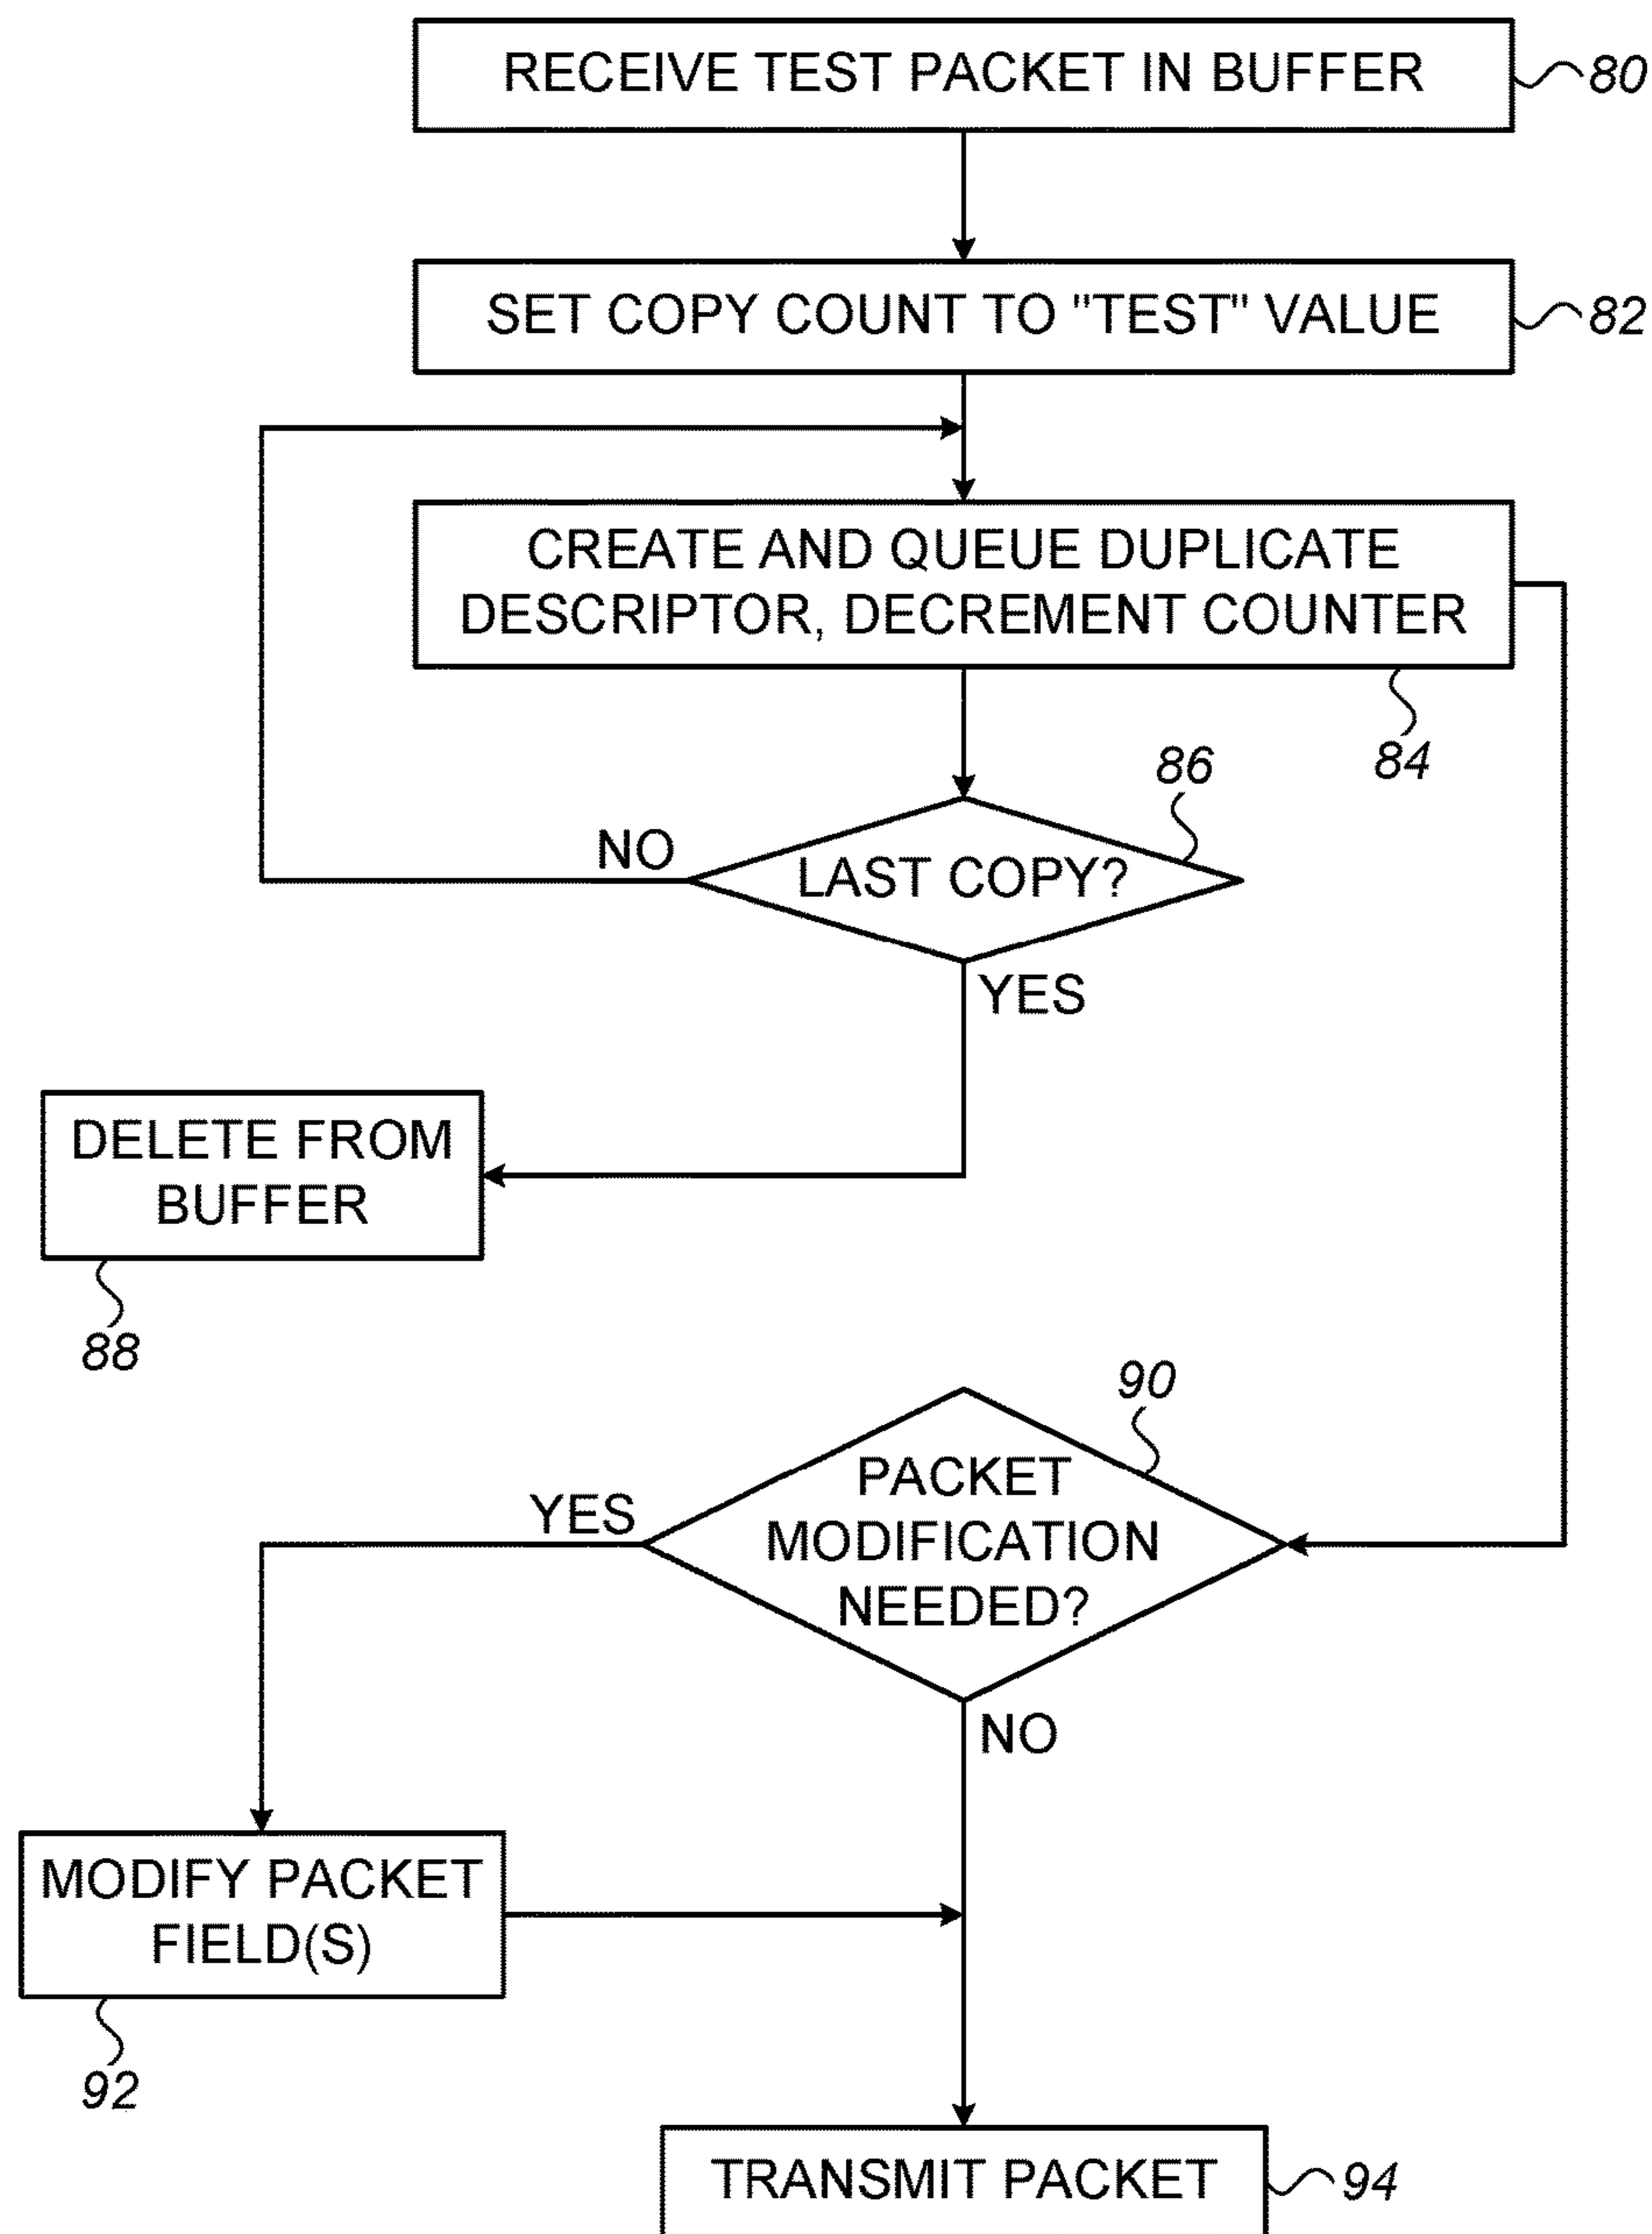 RECEIVE TEST PACKET IN BUFFER
80
SET COPY COUNT TO "TEST" VALUE
82
CREATE AND QUEUE DUPLICATE
DESCRIPTOR, DECREMENT COUNTER
84
86
NO
LAST COPY?
YES
DELETE FROM
BUFFER
88
90
PACKET
MODIFICATION
NEEDED?
YES
NO
MODIFY PACKET
FIELD(S)
92
TRANSMIT PACKET
94